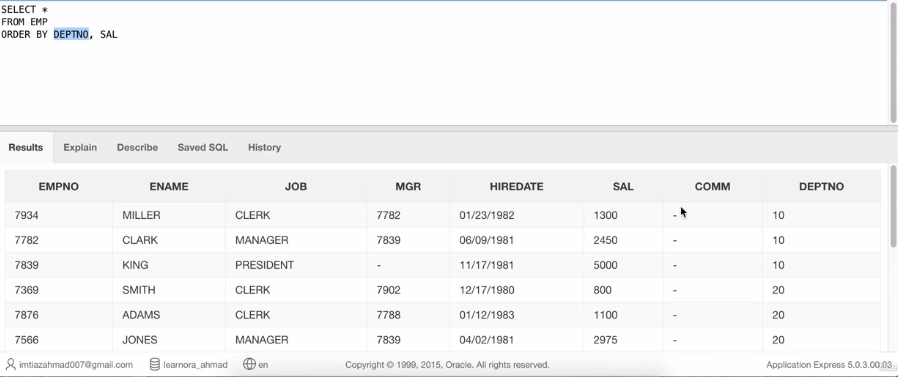 SELECT *
FROM EMP
ORDER BY DEPTNO, SAL
Results Explain Describe Saved SQL History
EMPNO ENAME JOB MGR HIREDATE SAL COMM DEPTNO
7934 MILLER CLERK 7782 01/23/1982 1300 - 10
7782 CLARK MANAGER 7839 06/09/1981 2450 - 10
7839 KING PRESIDENT - 11/17/1981 5000 - 10
7369 SMITH CLERK 7902 12/17/1980 800 - 20
7876 ADAMS CLERK 7788 01/12/1983 1100 - 20
7566 JONES MANAGER 7839 04/02/1981 2975 - 20
imtiazahmad007@gmail.com learnora_ahmad en Copyright © 1999, 2015, Oracle. All rights reserved. Application Express 5.0.3.00.03